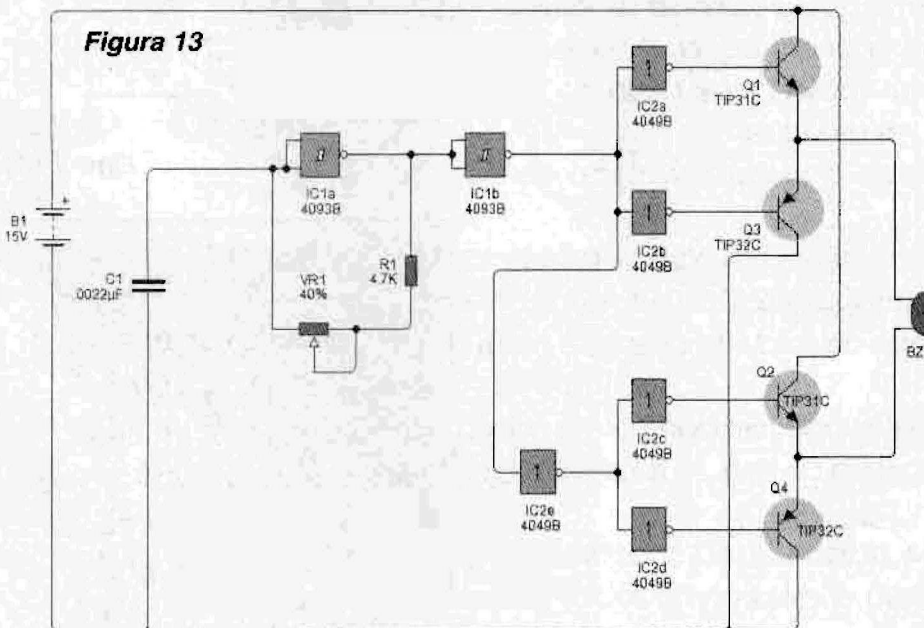 Figura 13
Q1
TIP31C
IC2a
4049B
IC1a
4093B
IC1b
4093B
+
B1
15V
Q3
TIP32C
IC2b
4049B
C1
.0022µF
VR1
40%
R1
4.7K
BZ
Q2
TIP31C
IC2c
4049B
IC2e
4049B
Q4
TIP32C
IC2d
4049B